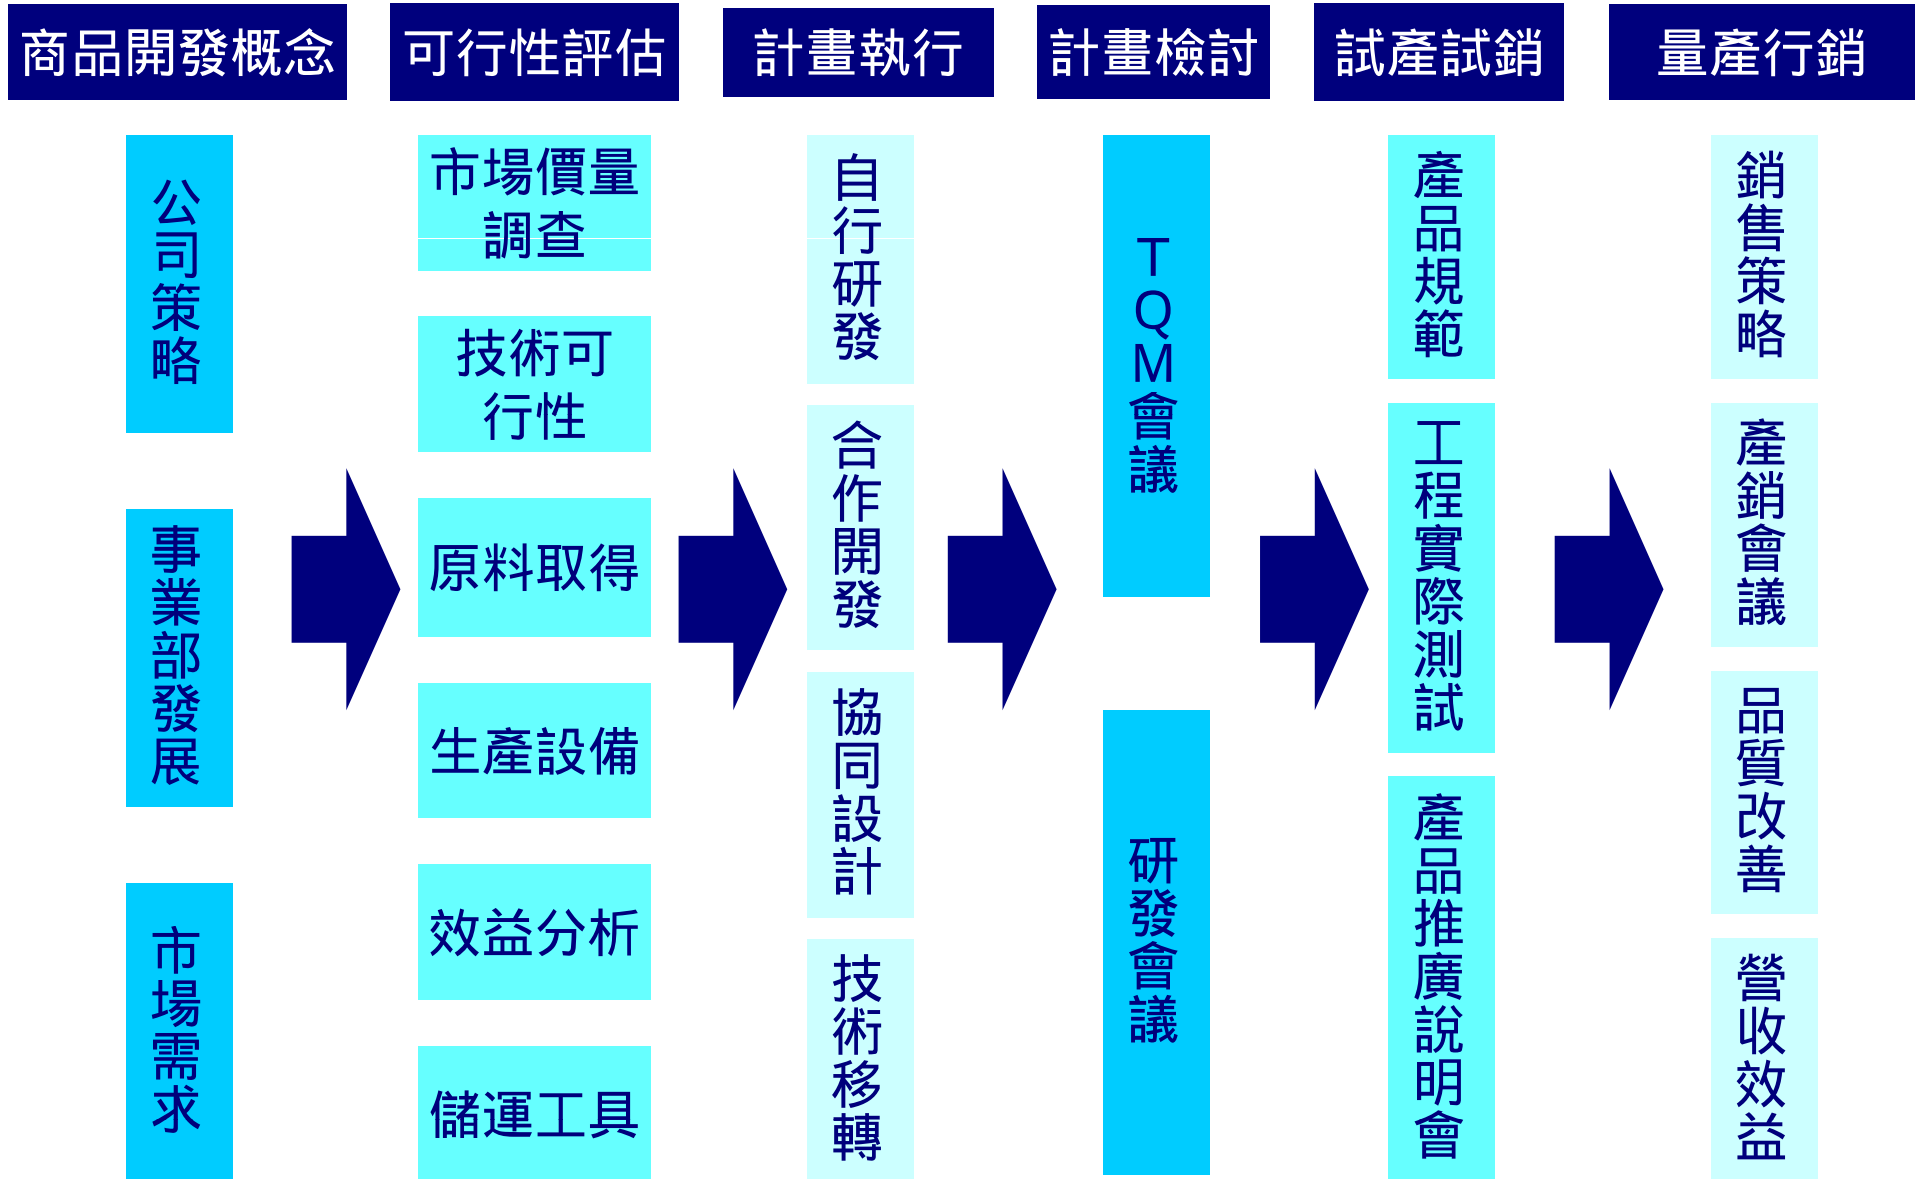 商品開發概念
可行性評估
計畫執行
計畫檢討
試產試銷
量產行銷
公司策略
事業部發展
市場需求
市場價量
調查
技術可
行性
原料取得
生產設備
效益分析
儲運工具
自行研發
合作開發
協同設計
技術移轉
TQM會議
研發會議
產品規範
工程實際測試
產品推廣說明會
銷售策略
產銷會議
品質改善
營收效益